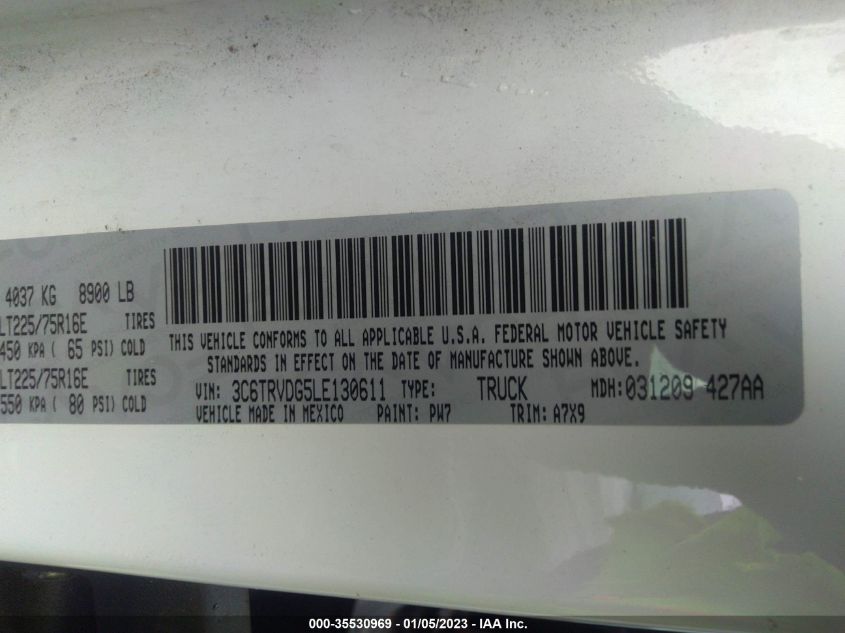 4037 KG 8900 LB
LT225/75R16E TIRES
450 KPA ( 65 PSI) COLD
LT225/75R16E TIRES
550 KPA ( 80 PSI) COLD
THIS VEHICLE CONFORMS TO ALL APPLICABLE U.S.A. FEDERAL MOTOR VEHICLE SAFETY
STANDARDS IN EFFECT ON THE DATE OF MANUFACTURE SHOWN ABOVE.
VIN: 3C6TRVDG5LE130611 TYPE: TRUCK MDH:031209 427AA
VEHICLE MADE IN MEXICO PAINT: PW7 TRIM: A7X9
000-35530969 - 01/05/2023 - IAA Inc.